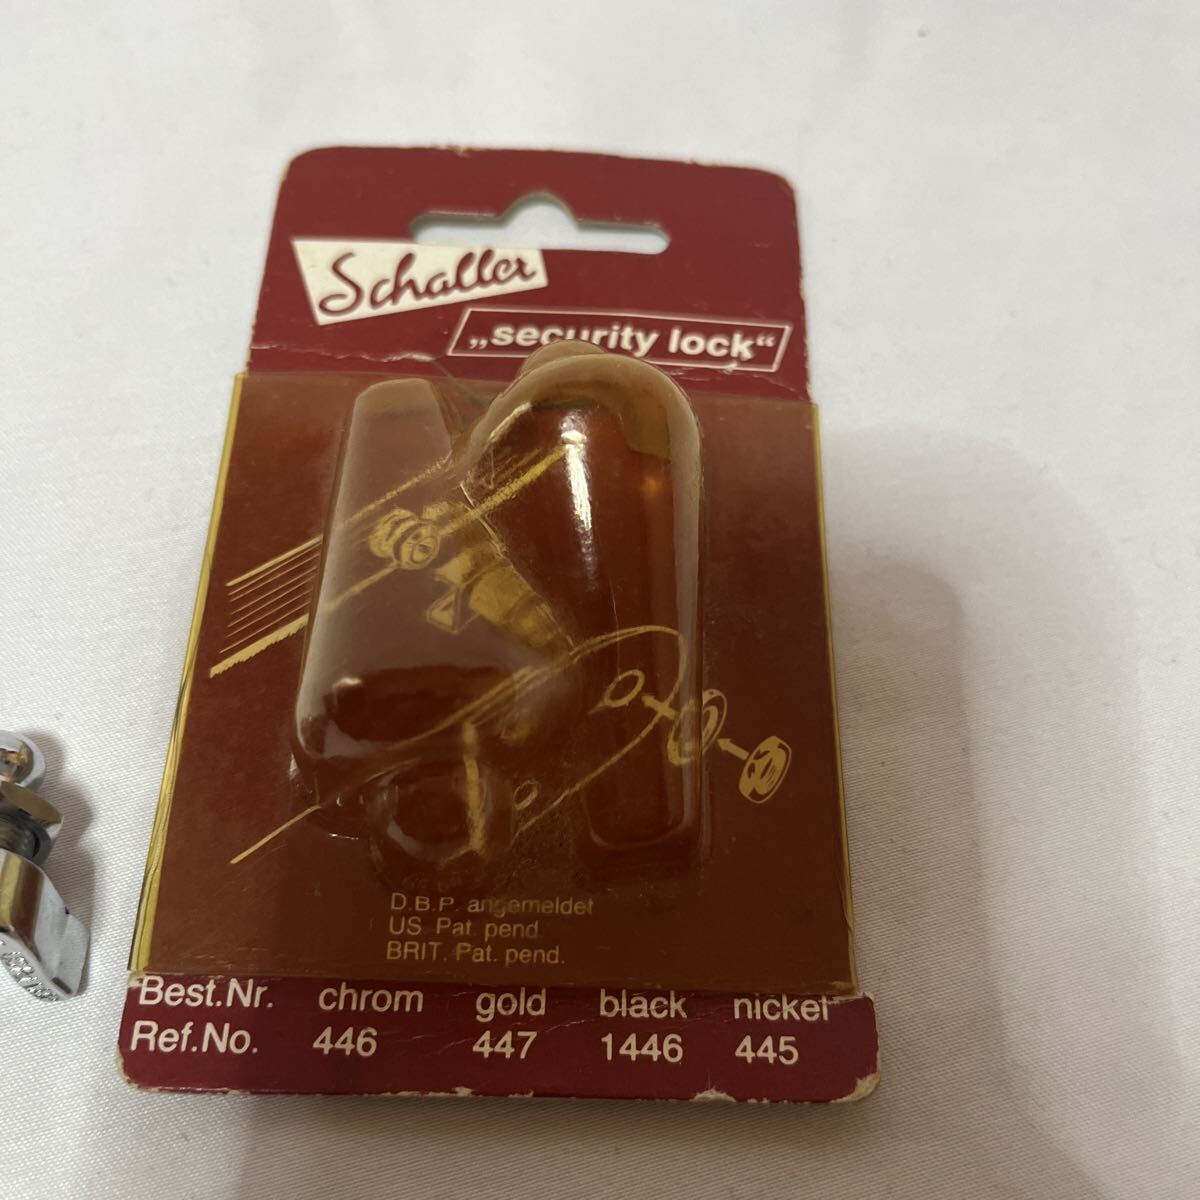 Schaller
„security lock“
D.B.P. angemeldet
US Pat. pend.
BRIT. Pat. pend.
Best.Nr. chrom gold black nickel
Ref.No. 446 447 1446 445